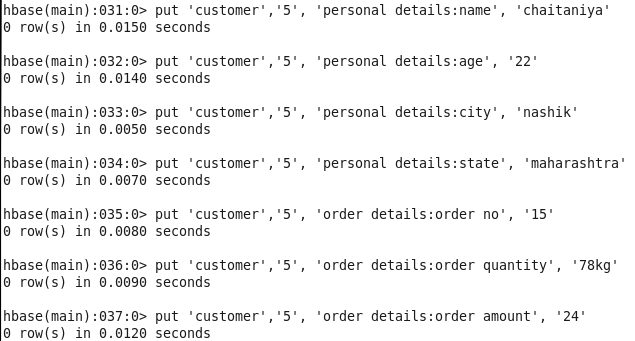 hbase(main):031:0> put 'customer','5', 'personal details:name', 'chaitaniya'
0 row(s) in 0.0150 seconds
hbase(main):032:0> put 'customer','5', 'personal details:age', '22'
0 row(s) in 0.0140 seconds
hbase(main):033:0> put 'customer','5', 'personal details:city', 'nashik'
0 row(s) in 0.0050 seconds
hbase(main):034:0> put 'customer','5', 'personal details:state', 'maharashtra'
0 row(s) in 0.0070 seconds
hbase(main):035:0> put 'customer','5', 'order details:order no', '15'
0 row(s) in 0.0080 seconds
hbase(main):036:0> put 'customer','5', 'order details:order quantity', '78kg'
0 row(s) in 0.0090 seconds
hbase(main):037:0> put 'customer','5', 'order details:order amount', '24'
0 row(s) in 0.0120 seconds